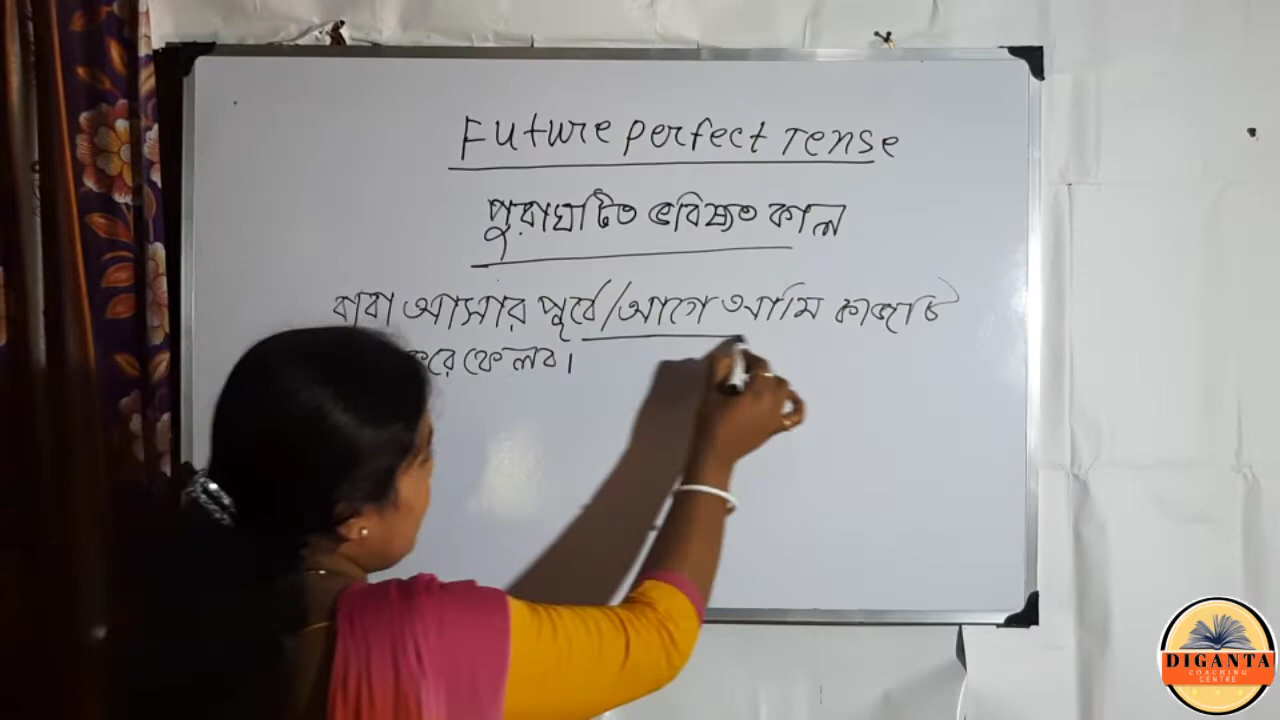 Future perfect Tense
পুরাঘটিত ভবিষ্যত কাল
বাবা আসার পূর্বে/আগে আমি কাজটি
করে ফেলব।
DIGANTA
COACHING
CENTRE